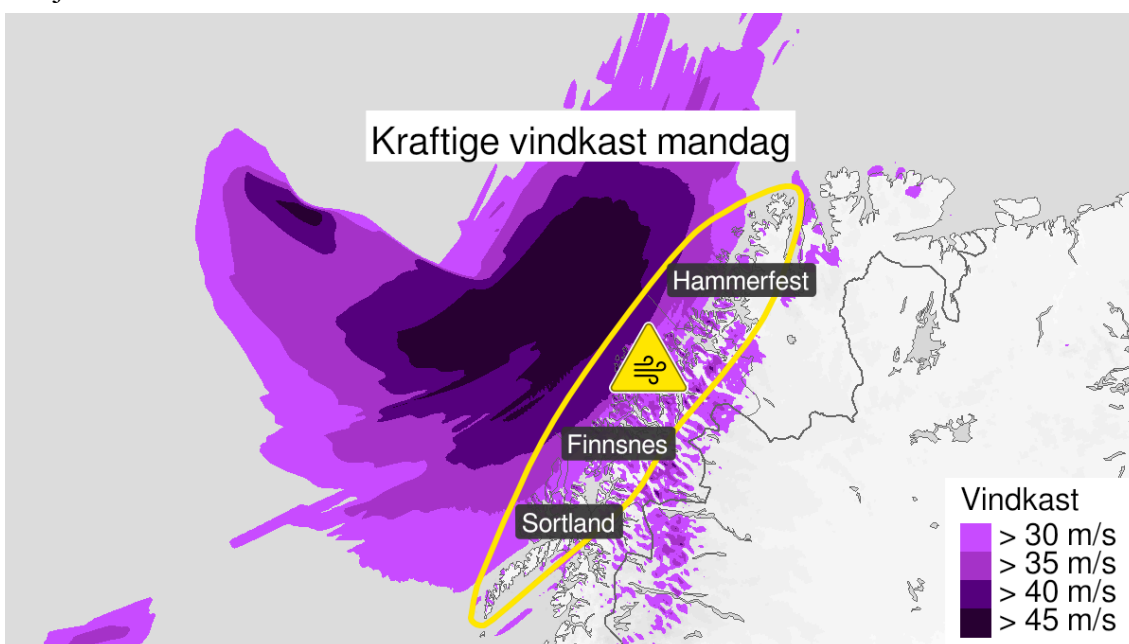 Kraftige vindkast mandag
Hammerfest
Finnsnes
Sortland
Vindkast
> 30 m/s
> 35 m/s
> 40 m/s
> 45 m/s